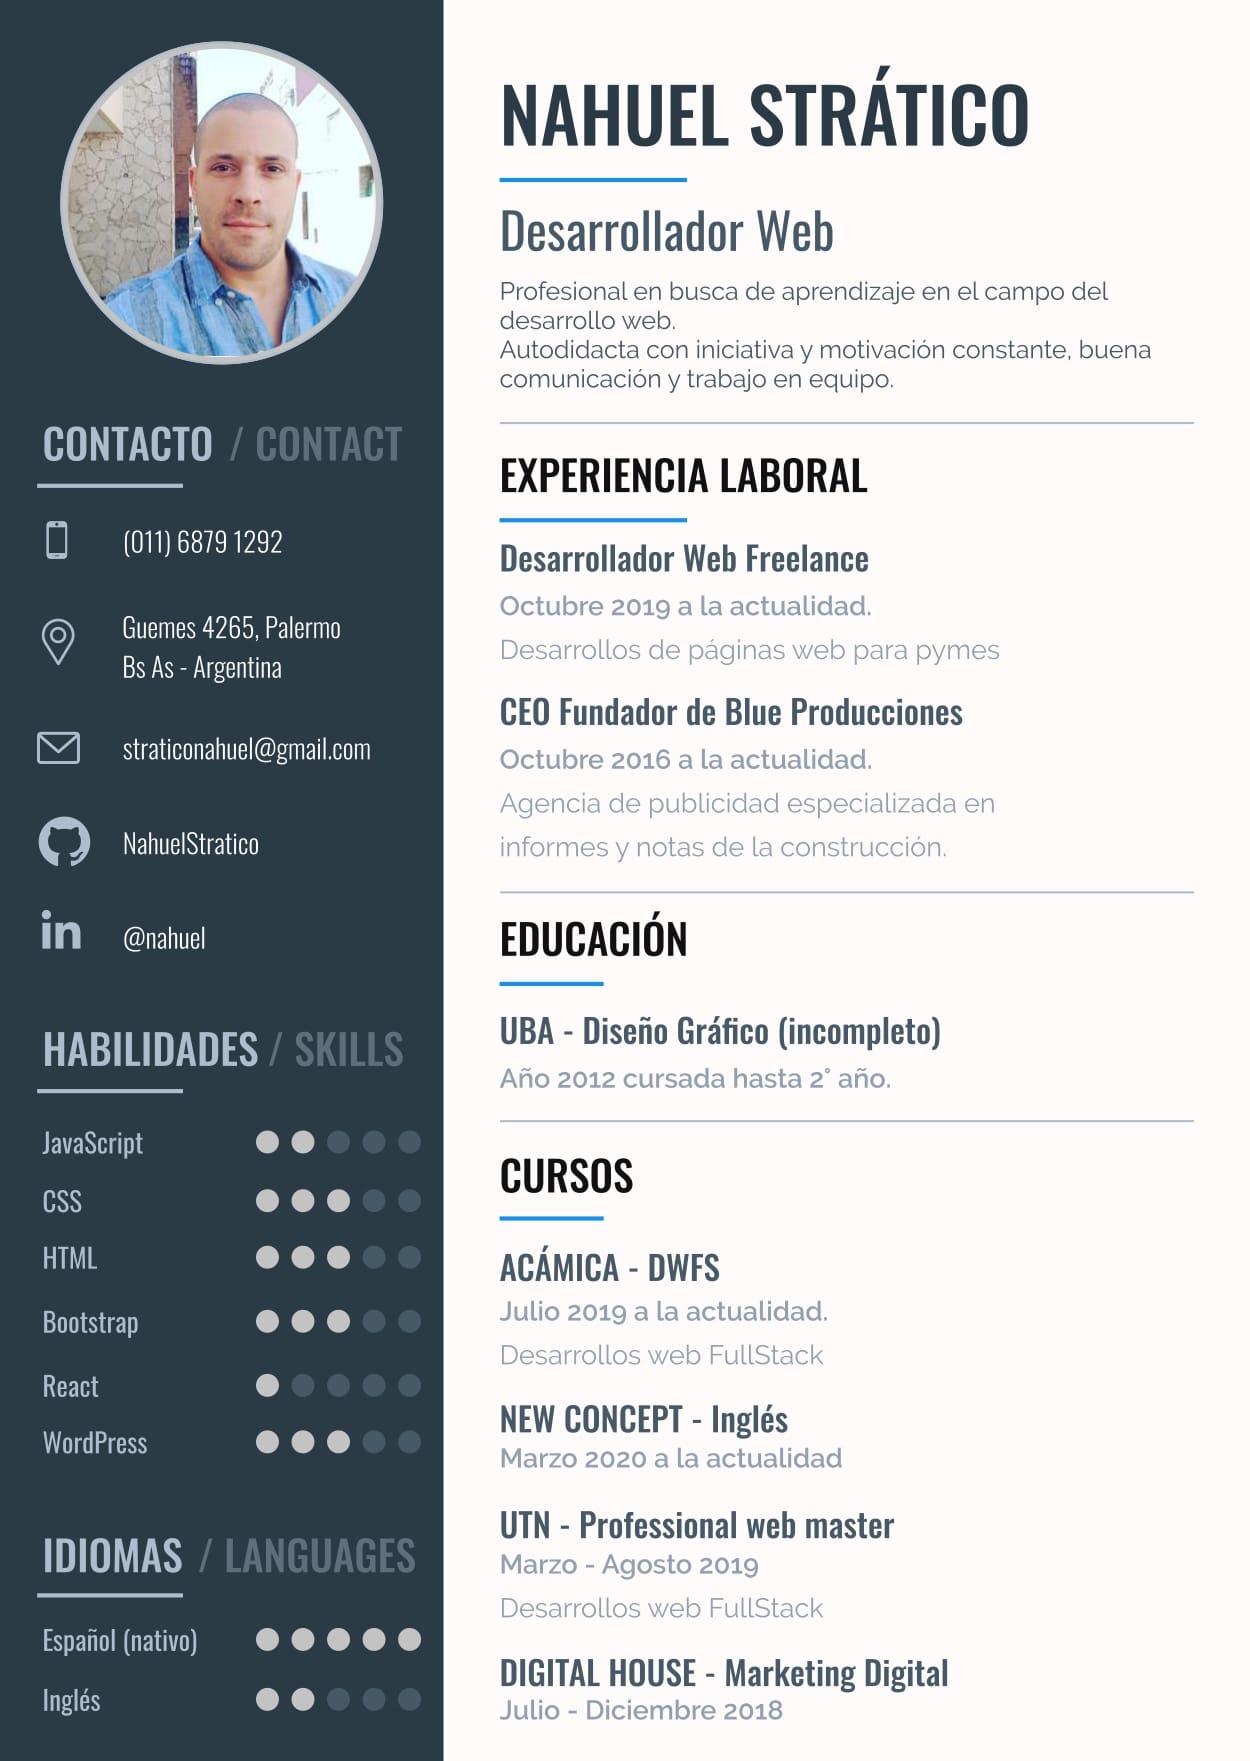 NAHUEL STRÁTICO
Desarrollador Web
Profesional en busca de aprendizaje en el campo del
desarrollo web.
Autodidacta con iniciativa y motivación constante, buena
comunicación y trabajo en equipo.
CONTACTO / CONTACT
(011) 6879 1292
Guemes 4265, Palermo
Bs As - Argentina
straticonahuel@gmail.com
NahuelStratico
in @nahuel
HABILIDADES / SKILLS
JavaScript
CSS
HTML
Bootstrap
React
WordPress
IDIOMAS / LANGUAGES
Español (nativo)
Inglés
EXPERIENCIA LABORAL
Desarrollador Web Freelance
Octubre 2019 a la actualidad.
Desarrollos de páginas web para pymes
CEO Fundador de Blue Producciones
Octubre 2016 a la actualidad.
Agencia de publicidad especializada en
informes y notas de la construcción.
EDUCACIÓN
UBA - Diseño Gráfico (incompleto)
Año 2012 cursada hasta 2° año.
CURSOS
ACÁMICA - DWFS
Julio 2019 a la actualidad.
Desarrollos web FullStack
NEW CONCEPT - Inglés
Marzo 2020 a la actualidad
UTN - Professional web master
Marzo - Agosto 2019
Desarrollos web FullStack
DIGITAL HOUSE - Marketing Digital
Julio - Diciembre 2018